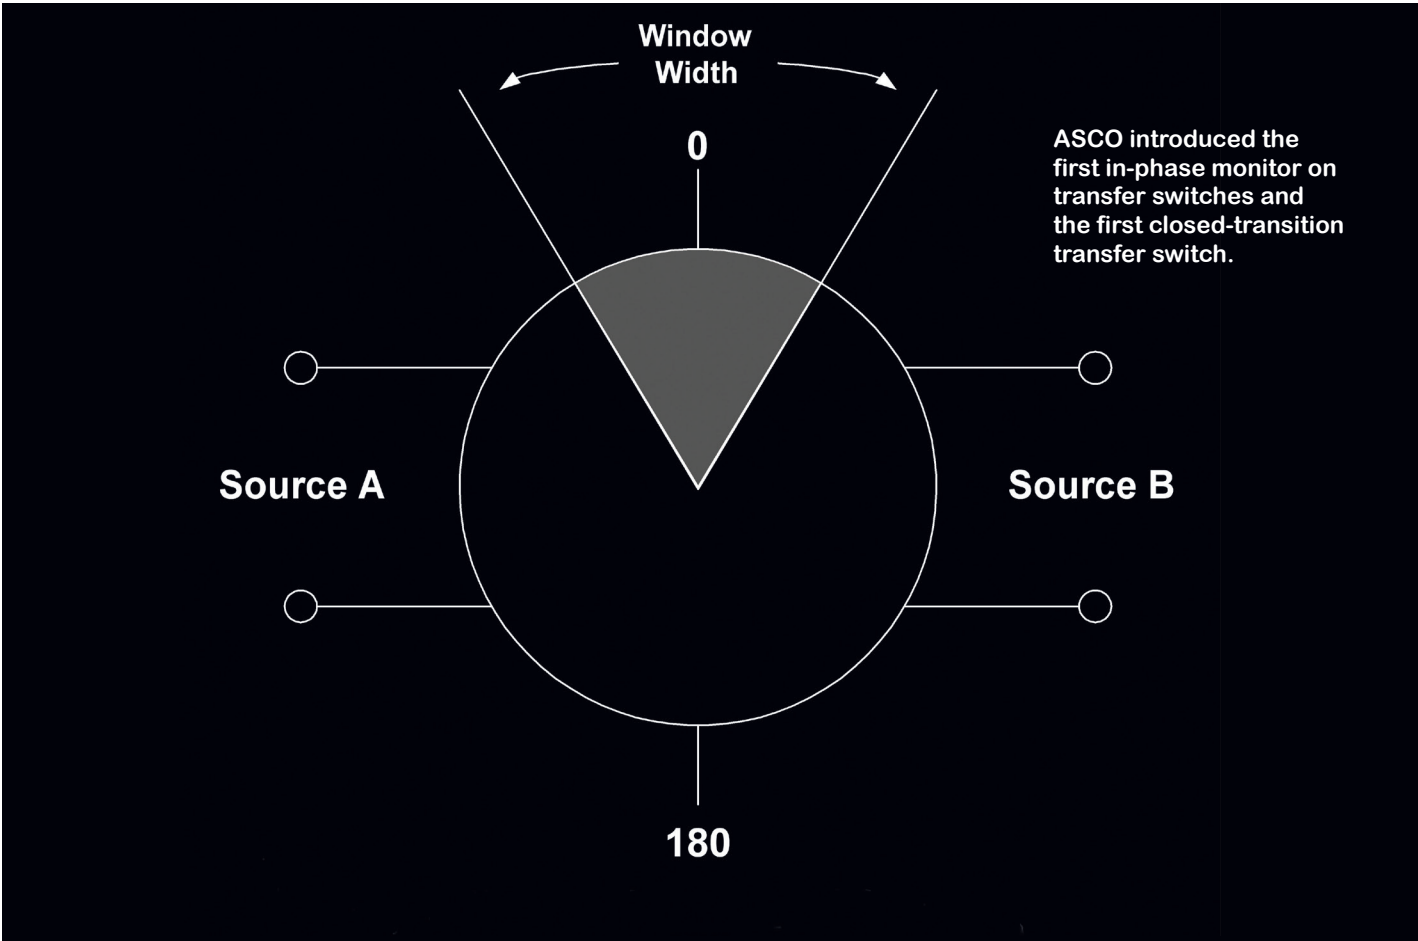 Window
Width
0
ASCO introduced the
first in-phase monitor on
transfer switches and
the first closed-transition
transfer switch.
Source A
Source B
180